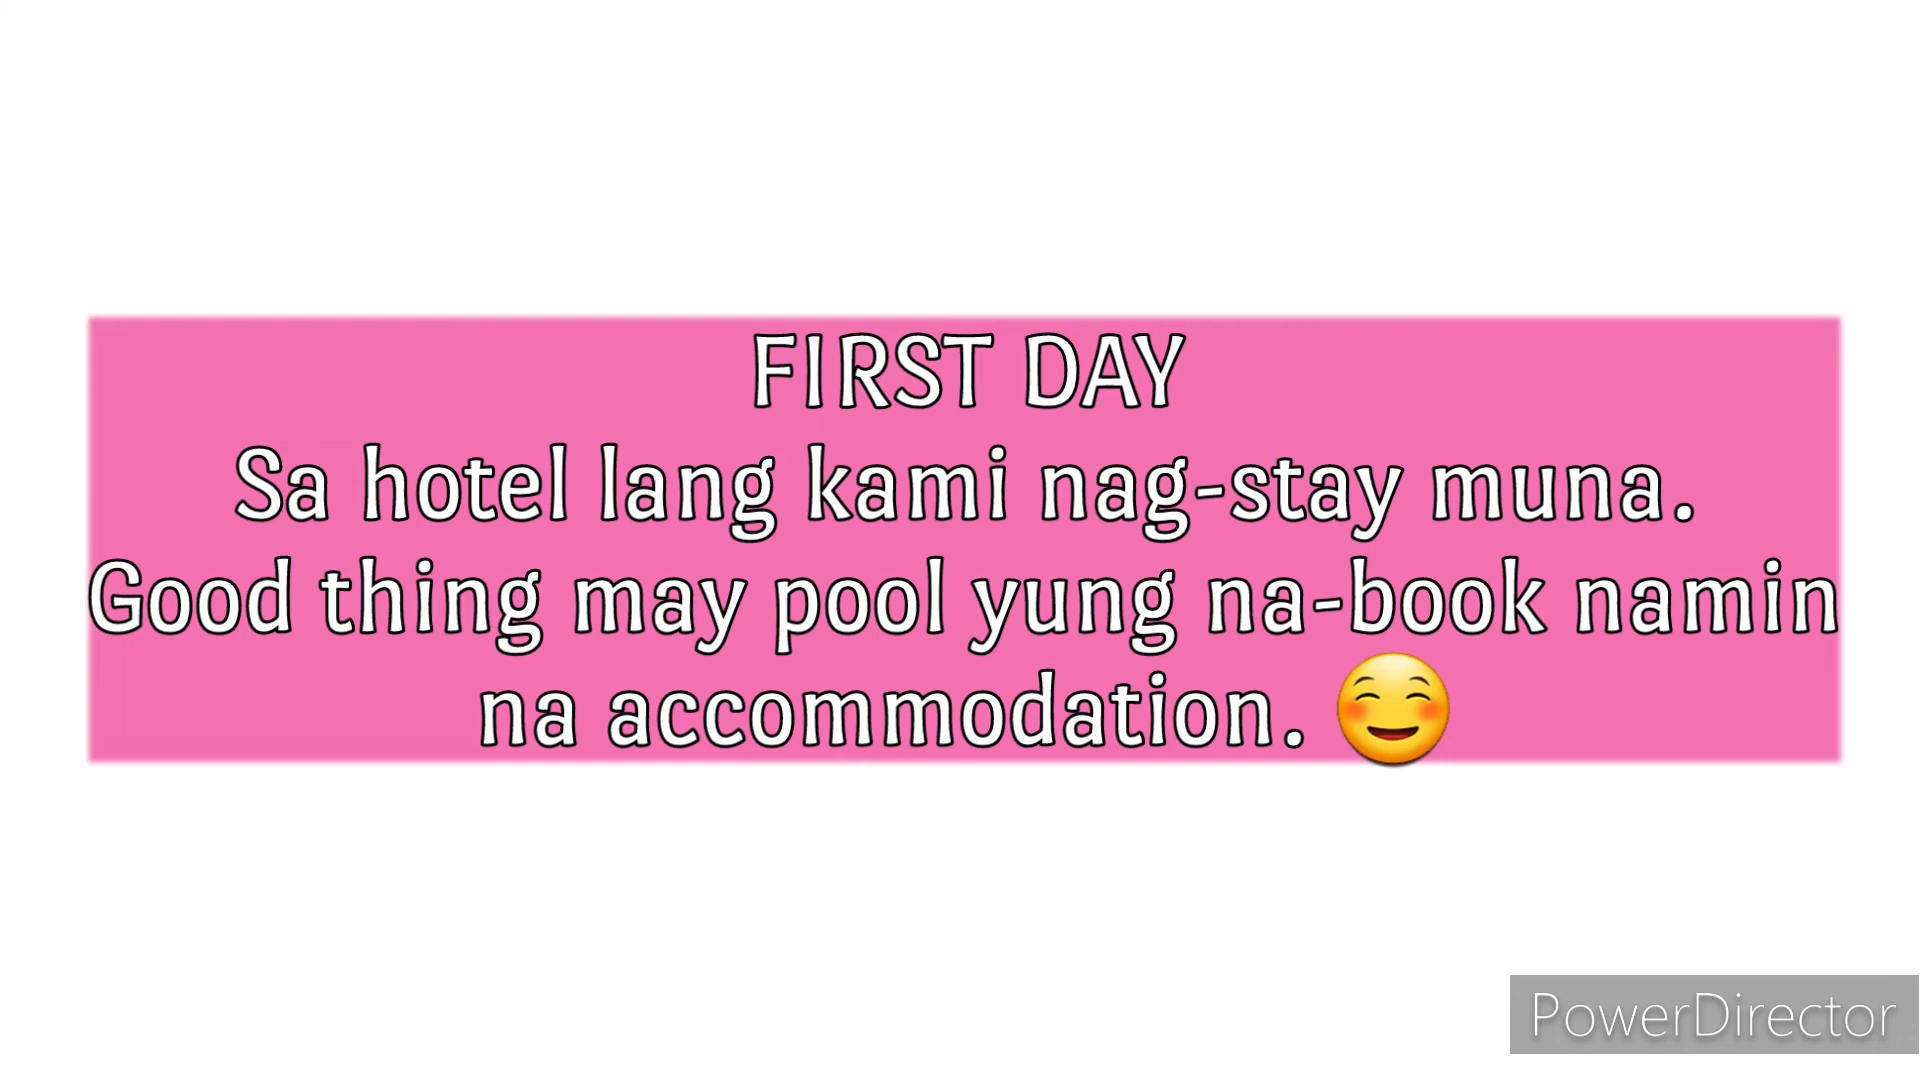 FIRST DAY
Sa hotel lang kami nag-stay muna.
Good thing may pool yung na-book namin
na accommodation. ☺️
PowerDirector